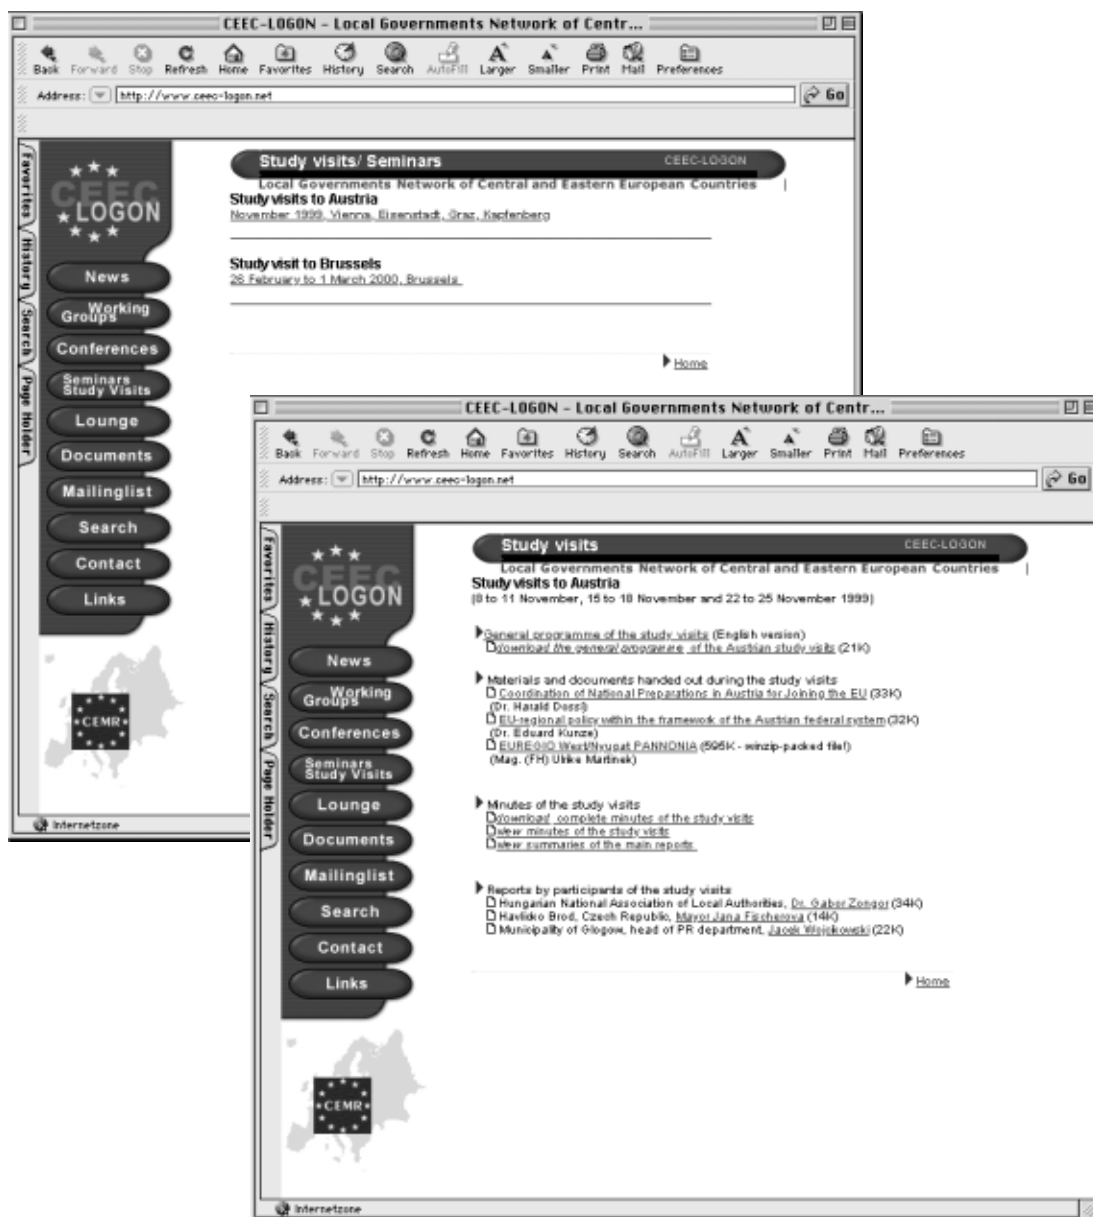 CEEC-LOGON - Local Governments Network of Centr...
Back Forward Stop Refresh Home Favorites History Search AutoFill Larger Smaller Print Mail Preferences
Address: http://www.ceec-logon.net Go
Favorites
History
Search
Page Holder
CEEC
LOGON
News
Working
Groups
Conferences
Seminars
Study Visits
Lounge
Documents
Mailinglist
Search
Contact
Links
CEMR
Study visits/ Seminars CEEC-LOGON
Local Governments Network of Central and Eastern European Countries |
Study visits to Austria
November 1999, Vienna, Eisenstadt, Graz, Kapfenberg
Study visit to Brussels
26 February to 1 March 2000, Brussels
Home
Internetzone
CEEC-LOGON - Local Governments Network of Centr...
Back Forward Stop Refresh Home Favorites History Search AutoFill Larger Smaller Print Mail Preferences
Address: http://www.ceec-logon.net Go
Favorites
History
Search
Page Holder
CEEC
LOGON
News
Working
Groups
Conferences
Seminars
Study Visits
Lounge
Documents
Mailinglist
Search
Contact
Links
CEMR
Study visits CEEC-LOGON
Local Governments Network of Central and Eastern European Countries |
Study visits to Austria
(8 to 11 November, 15 to 18 November and 22 to 25 November 1999)
General programme of the study visits (English version)
download the general programme of the Austrian study visits (21K)
Materials and documents handed out during the study visits
Coordination of National Preparations in Austria for Joining the EU (33K)
(Dr. Harald Dossi)
EU-regional policy within the framework of the Austrian federal system (32K)
(Dr. Eduard Kunze)
EUREGIO West/Nyugat PANNONIA (595K - winzip-packed file!)
(Mag. (FH) Ulrike Martinek)
Minutes of the study visits
download complete minutes of the study visits
view minutes of the study visits
view summaries of the main reports
Reports by participants of the study visits
Hungarian National Association of Local Authorities, Dr. Gabor Zongor (34K)
Havlicko Brod, Czech Republic, Mayor Jana Fischerova (14K)
Municipality of Glogow, head of PR department, Jacek Wojcikowski (22K)
Home
Internetzone